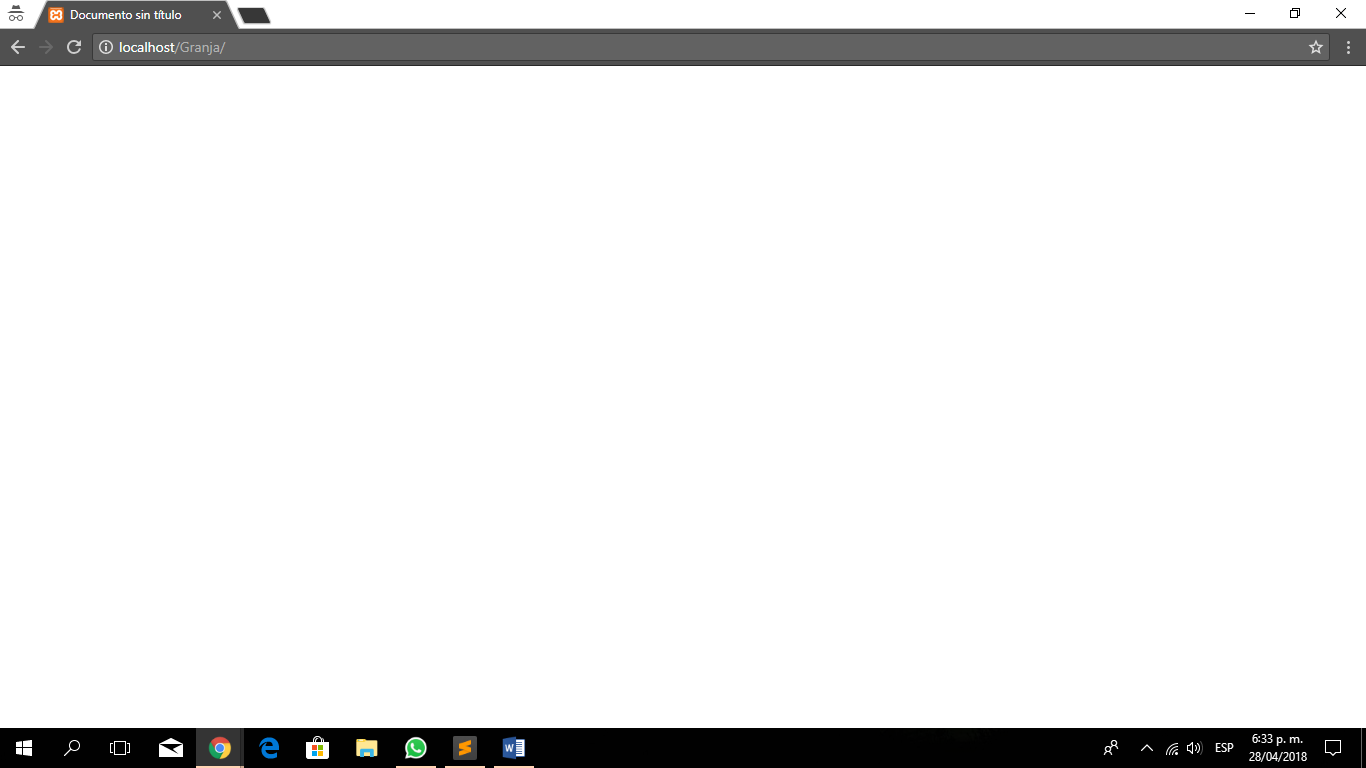 Documento sin título
localhost/Granja/
ESP
6:33 p. m.
28/04/2018